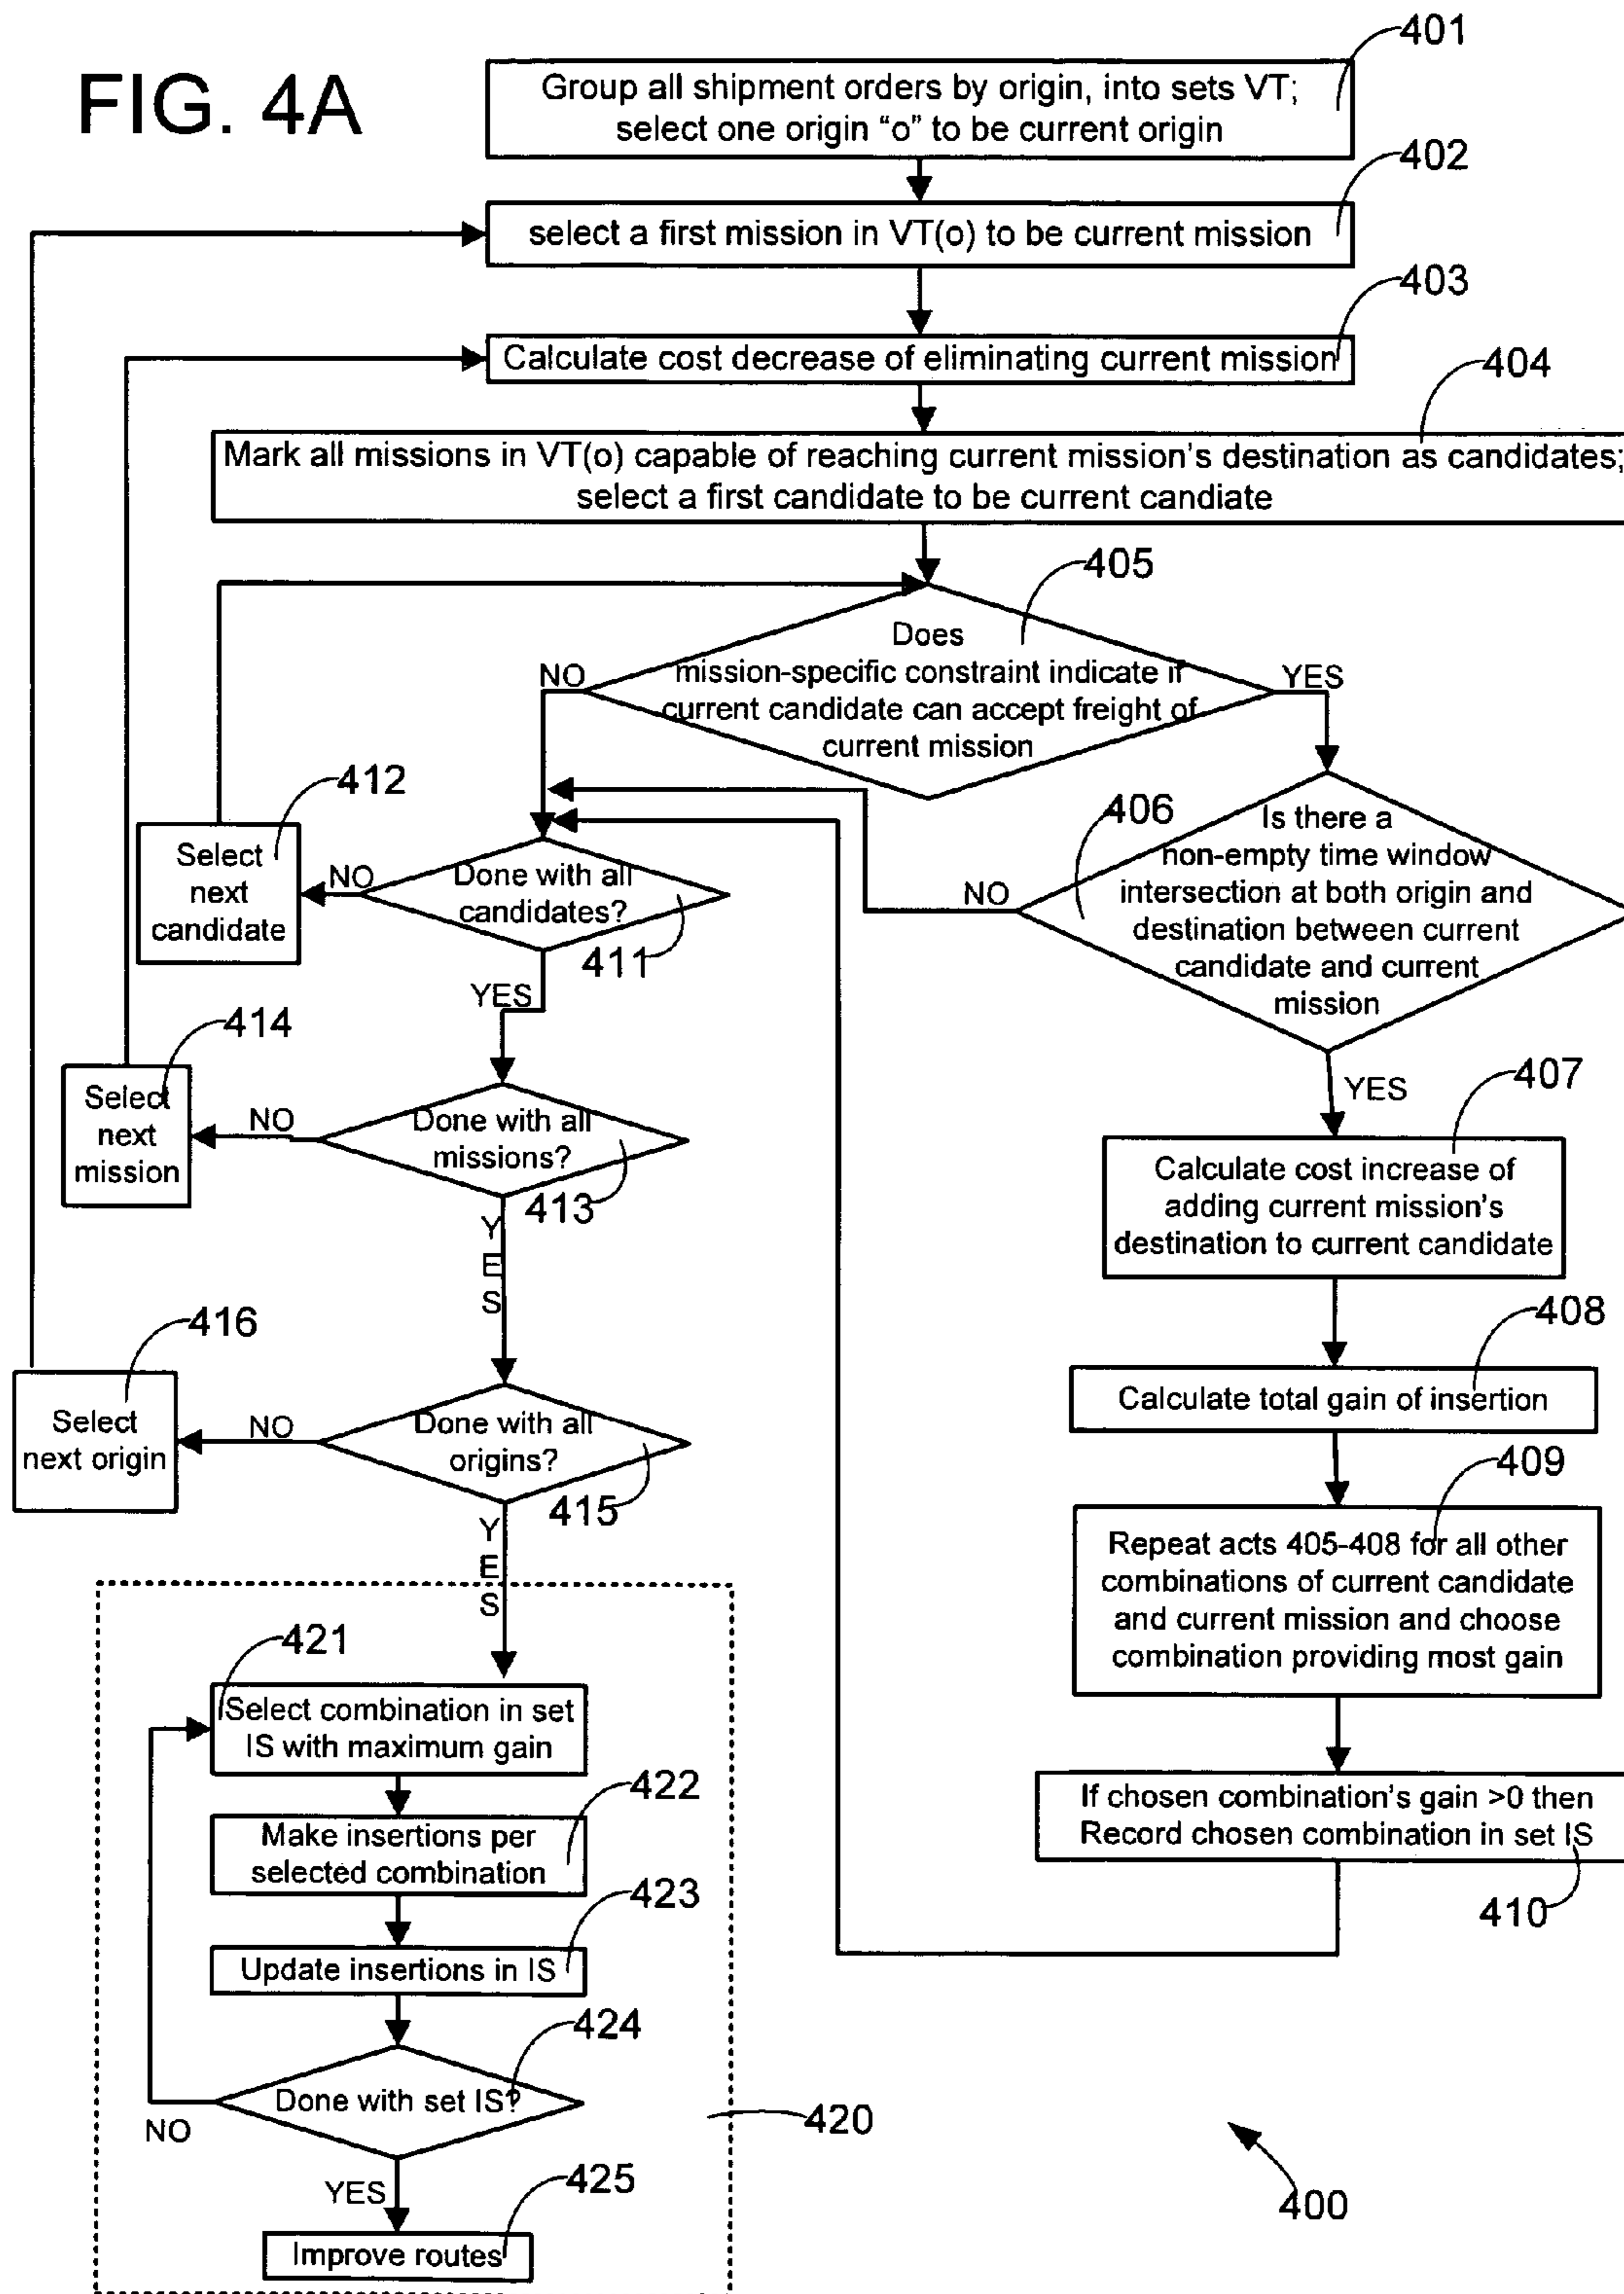 FIG. 4A
401
Group all shipment orders by origin, into sets VT;
select one origin “o” to be current origin
402
select a first mission in VT(o) to be current mission
403
Calculate cost decrease of eliminating current mission
404
Mark all missions in VT(o) capable of reaching current mission's destination as candidates;
select a first candidate to be current candiate
405
Does
mission-specific constraint indicate if
current candidate can accept freight of
current mission
NO
YES
406
Is there a
non-empty time window
intersection at both origin and
destination between current
candidate and current
mission
NO
YES
412
Select
next
candidate
NO
Done with all
candidates?
411
YES
414
Select
next
mission
NO
Done with all
missions?
413
Y
E
S
407
Calculate cost increase of
adding current mission's
destination to current candidate
408
Calculate total gain of insertion
409
Repeat acts 405-408 for all other
combinations of current candidate
and current mission and choose
combination providing most gain
If chosen combination's gain >0 then
Record chosen combination in set IS
410
416
Select
next origin
NO
Done with all
origins?
415
Y
E
S
421
Select combination in set
IS with maximum gain
422
Make insertions per
selected combination
423
Update insertions in IS
424
Done with set IS?
NO
420
YES
425
Improve routes
400